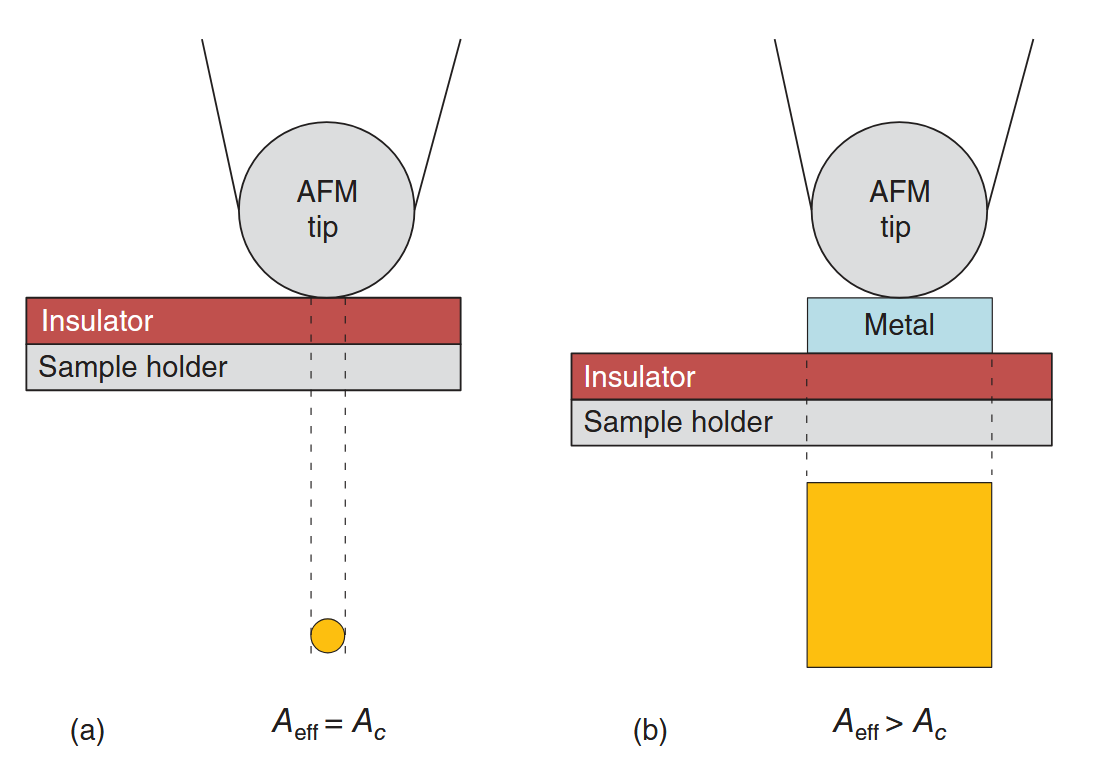 AFM
tip
Insulator
Sample holder
(a)
A_eff = A_c
AFM
tip
Metal
Insulator
Sample holder
(b)
A_eff > A_c